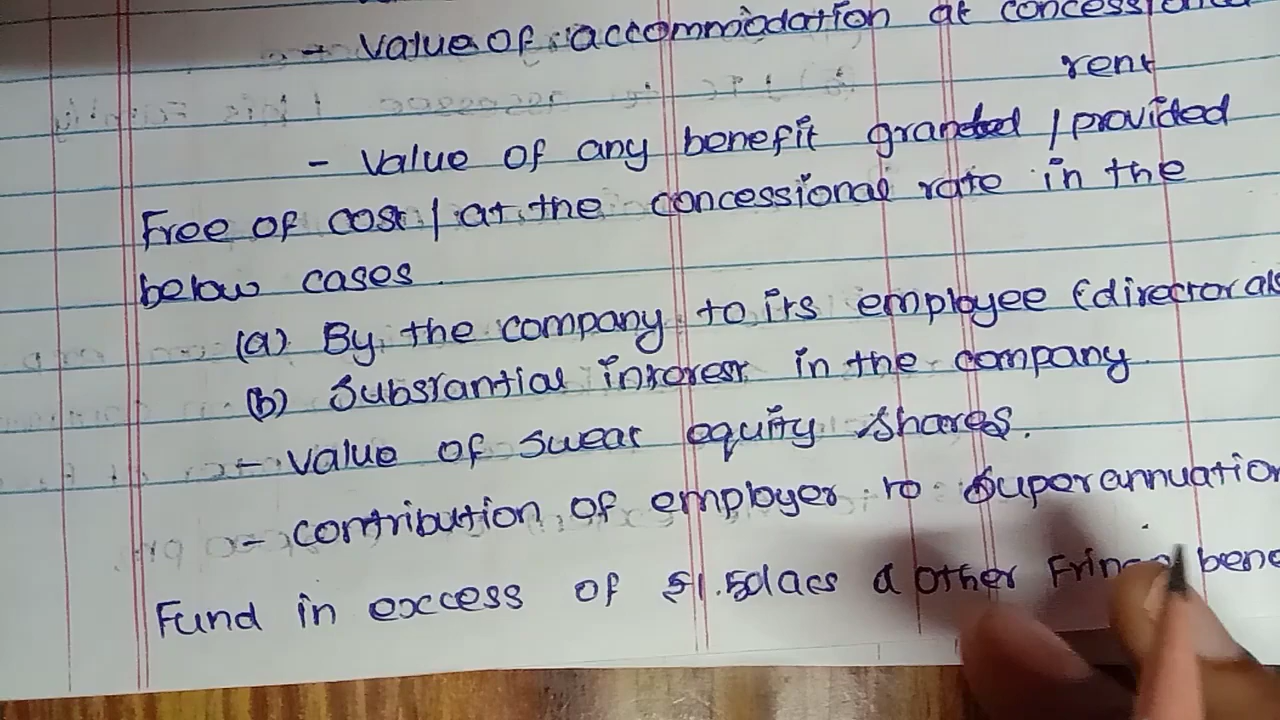 - Value of accommodation at concessional
rent
- Value of any benefit granted / provided
Free of cost / at the concessional rate in the
below cases.
(a) By the company to its employee (director als
(b) Substantial interest in the company.
- Value of swear equity shares.
- contribution of employer to Superannuation
Fund in excess of ₹1.50lacs & other Fringe bene